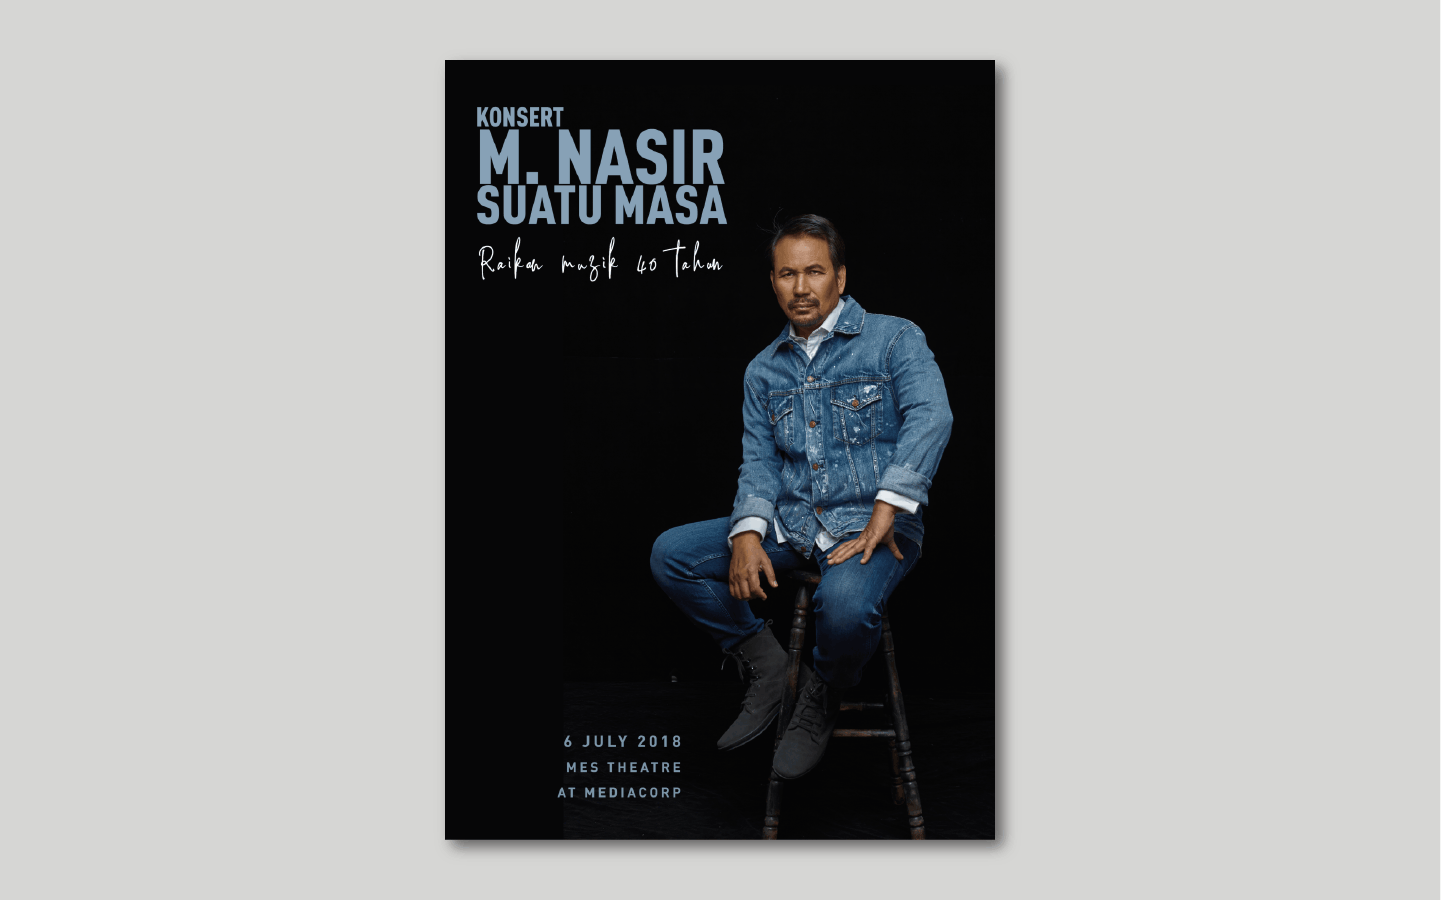 KONSERT
M. NASIR
SUATU MASA
Raikan muzik 40 tahun
6 JULY 2018
MES THEATRE
AT MEDIACORP